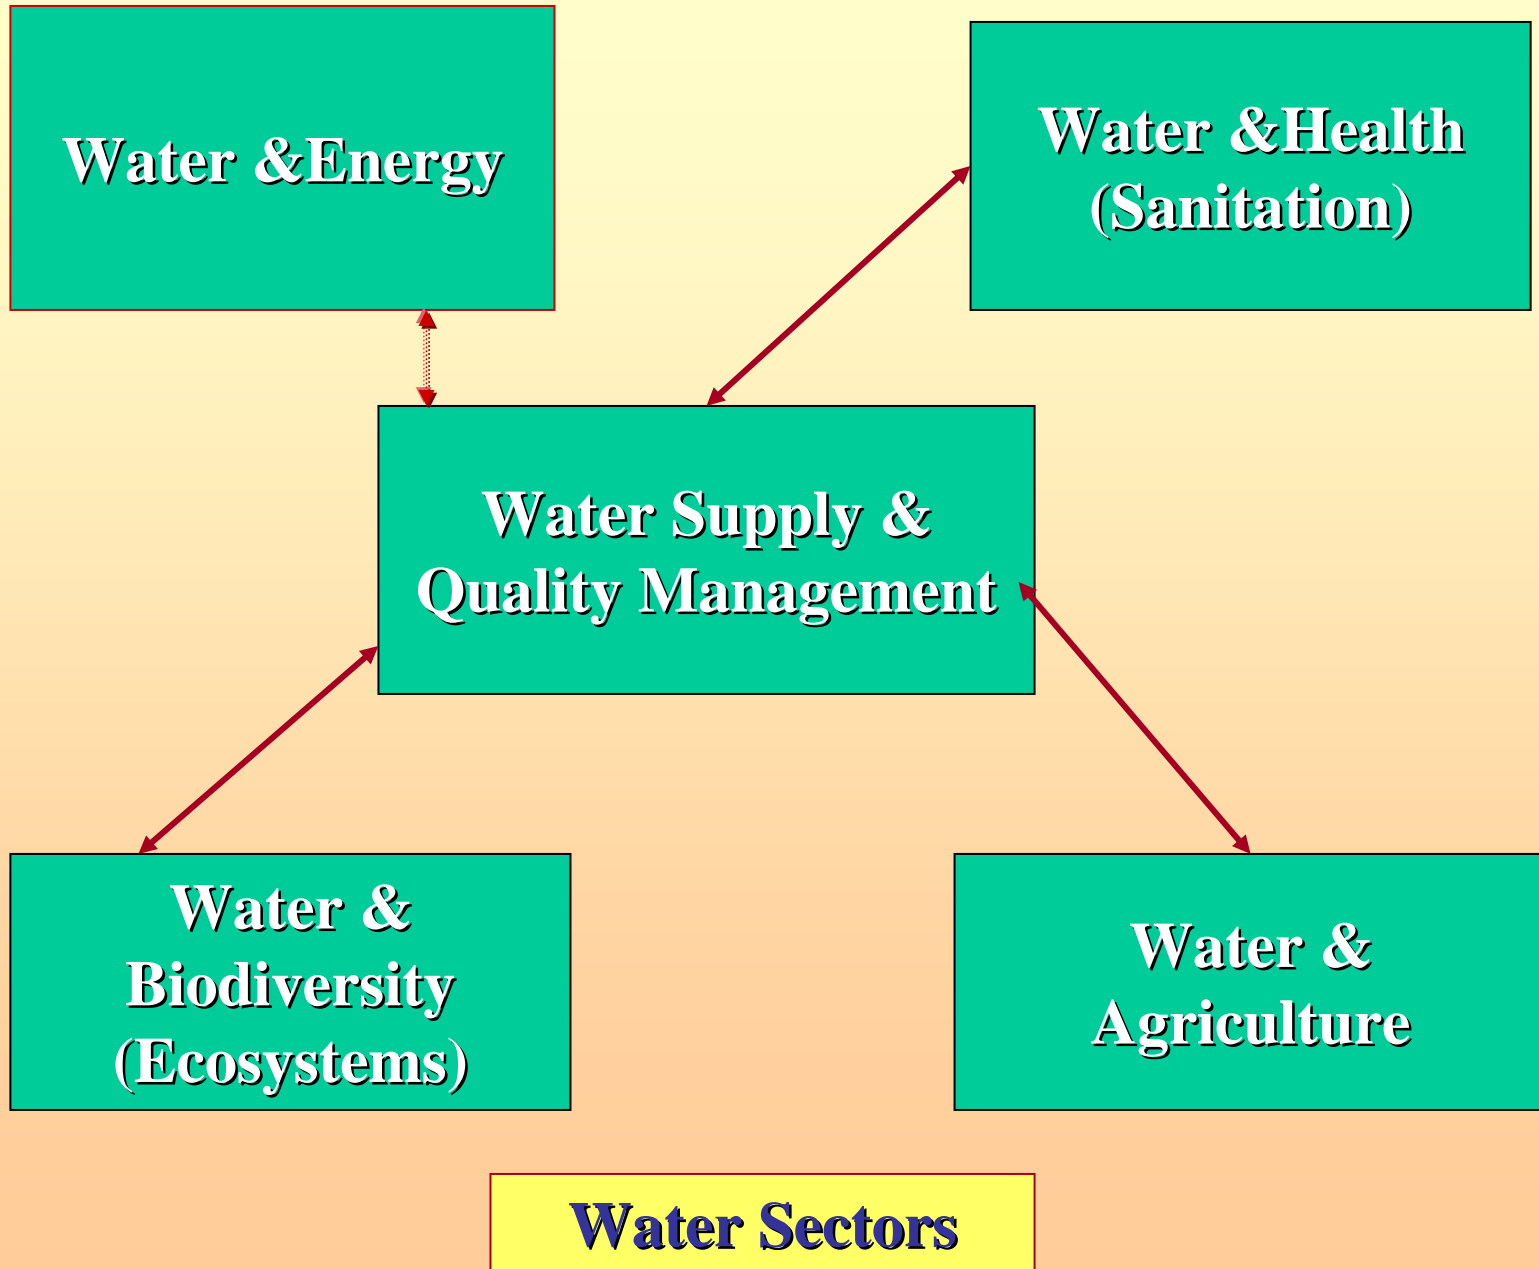 Water &Energy
Water &Health
(Sanitation)
Water Supply &
Quality Management
Water &
Biodiversity
(Ecosystems)
Water &
Agriculture
Water Sectors